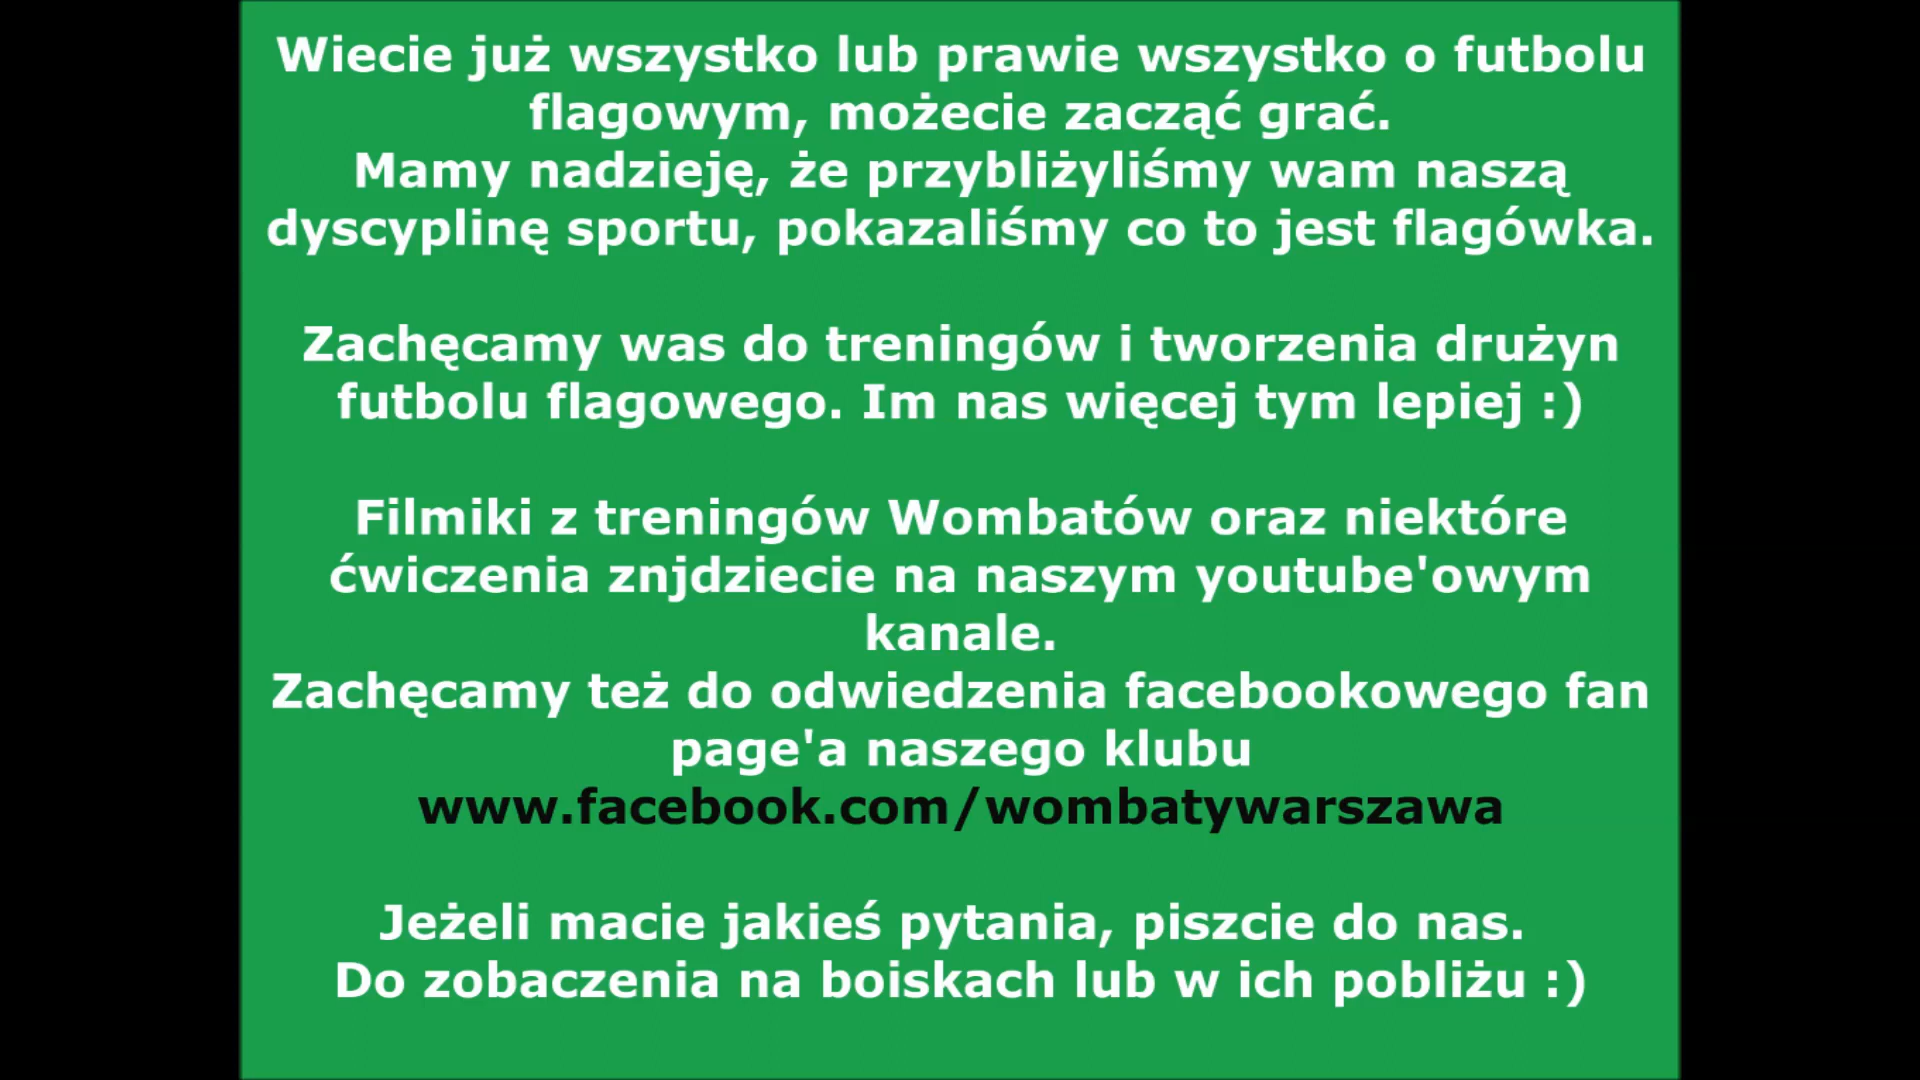 Wiecie już wszystko lub prawie wszystko o futbolu
flagowym, możecie zacząć grać.
Mamy nadzieję, że przybliżyliśmy wam naszą
dyscyplinę sportu, pokazaliśmy co to jest flagówka.
Zachęcamy was do treningów i tworzenia drużyn
futbolu flagowego. Im nas więcej tym lepiej :)
Filmiki z treningów Wombatów oraz niektóre
ćwiczenia znjdziecie na naszym youtube'owym
kanale.
Zachęcamy też do odwiedzenia facebookowego fan
page'a naszego klubu
www.facebook.com/wombatywarszawa
Jeżeli macie jakieś pytania, piszcie do nas.
Do zobaczenia na boiskach lub w ich pobliżu :)